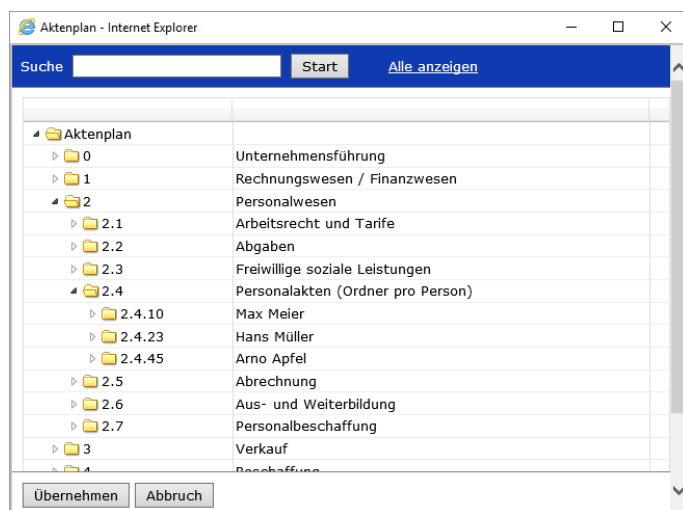 Aktenplan - Internet Explorer
Suche Start Alle anzeigen
Aktenplan
0 Unternehmensführung
1 Rechnungswesen / Finanzwesen
2 Personalwesen
2.1 Arbeitsrecht und Tarife
2.2 Abgaben
2.3 Freiwillige soziale Leistungen
2.4 Personalakten (Ordner pro Person)
2.4.10 Max Meier
2.4.23 Hans Müller
2.4.45 Arno Apfel
2.5 Abrechnung
2.6 Aus- und Weiterbildung
2.7 Personalbeschaffung
3 Verkauf
4 Beschaffung
Übernehmen Abbruch